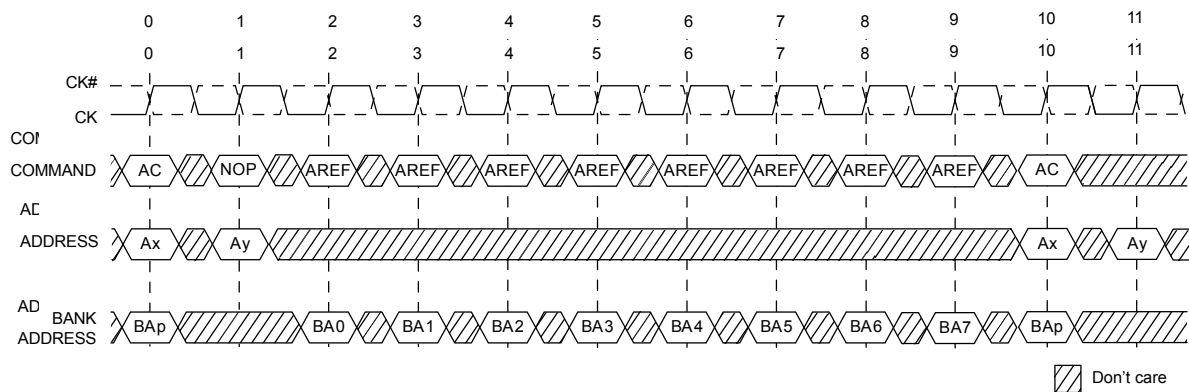 0 1 2 3 4 5 6 7 8 9 10 11
0 1 2 3 4 5 6 7 8 9 10 11
CK#
CK
COMMAND AC NOP AREF AREF AREF AREF AREF AREF AREF AREF AC
ADDRESS Ax Ay Ax Ay
AD
BANK
ADDRESS BAp BA0 BA1 BA2 BA3 BA4 BA5 BA6 BA7 BAp
Don't care